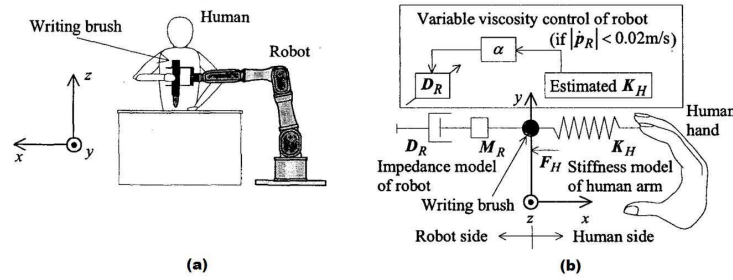 Writing brush
Human
Robot
z
x
y
(a)
Variable viscosity control of robot
(if |ṗ_R| < 0.02m/s)
α
D_R
Estimated K_H
y
Human
hand
D_R
M_R
K_H
Impedance model
of robot
F_H
Stiffness model
of human arm
Writing brush
z
x
Robot side
Human side
(b)